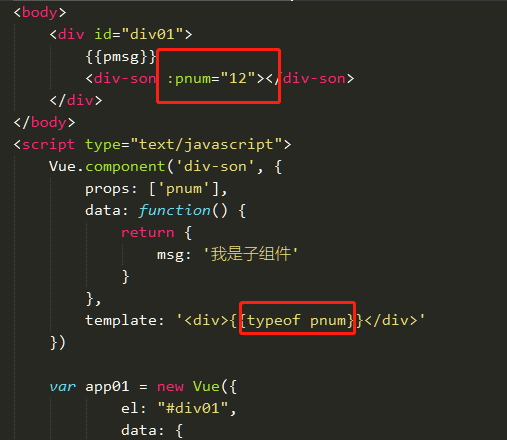 <body>
<div id="div01">
{{pmsg}}
<div-son :pnum="12"></div-son>
</div>
</body>
<script type="text/javascript">
Vue.component('div-son', {
props: ['pnum'],
data: function() {
return {
msg: '我是子组件'
}
},
template: '<div>{{typeof pnum}}</div>'
})
var app01 = new Vue({
el: "#div01",
data: {